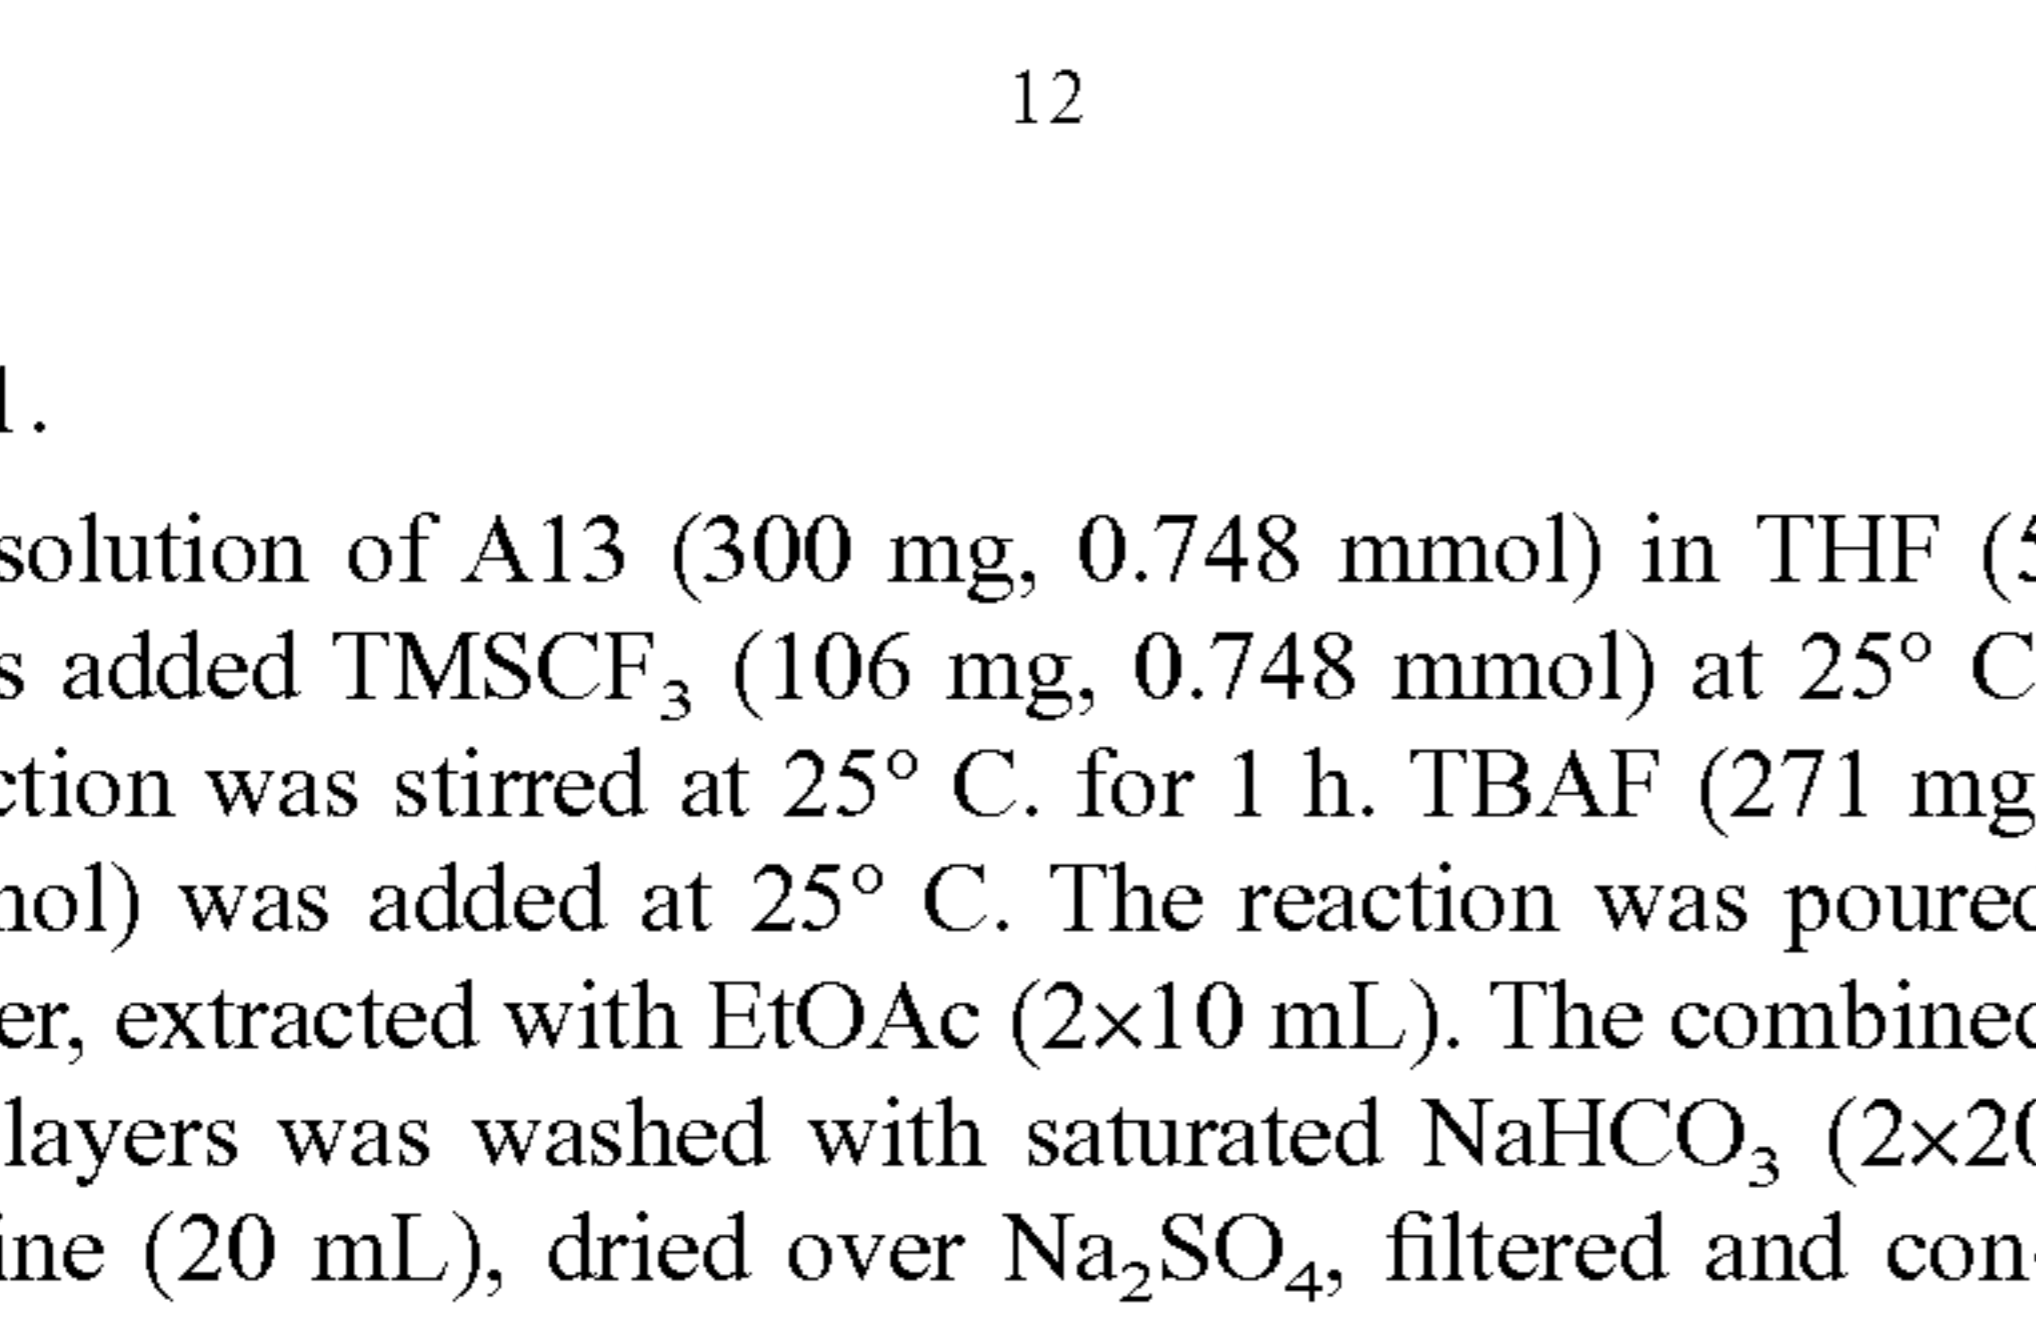 12
1.
solution of A13 (300 mg, 0.748 mmol) in THF (5
s added TMSCF₃ (106 mg, 0.748 mmol) at 25° C
ction was stirred at 25° C. for 1 h. TBAF (271 mg
mol) was added at 25° C. The reaction was poured
er, extracted with EtOAc (2×10 mL). The combined
layers was washed with saturated NaHCO₃ (2×20
ine (20 mL), dried over Na₂SO₄, filtered and con-